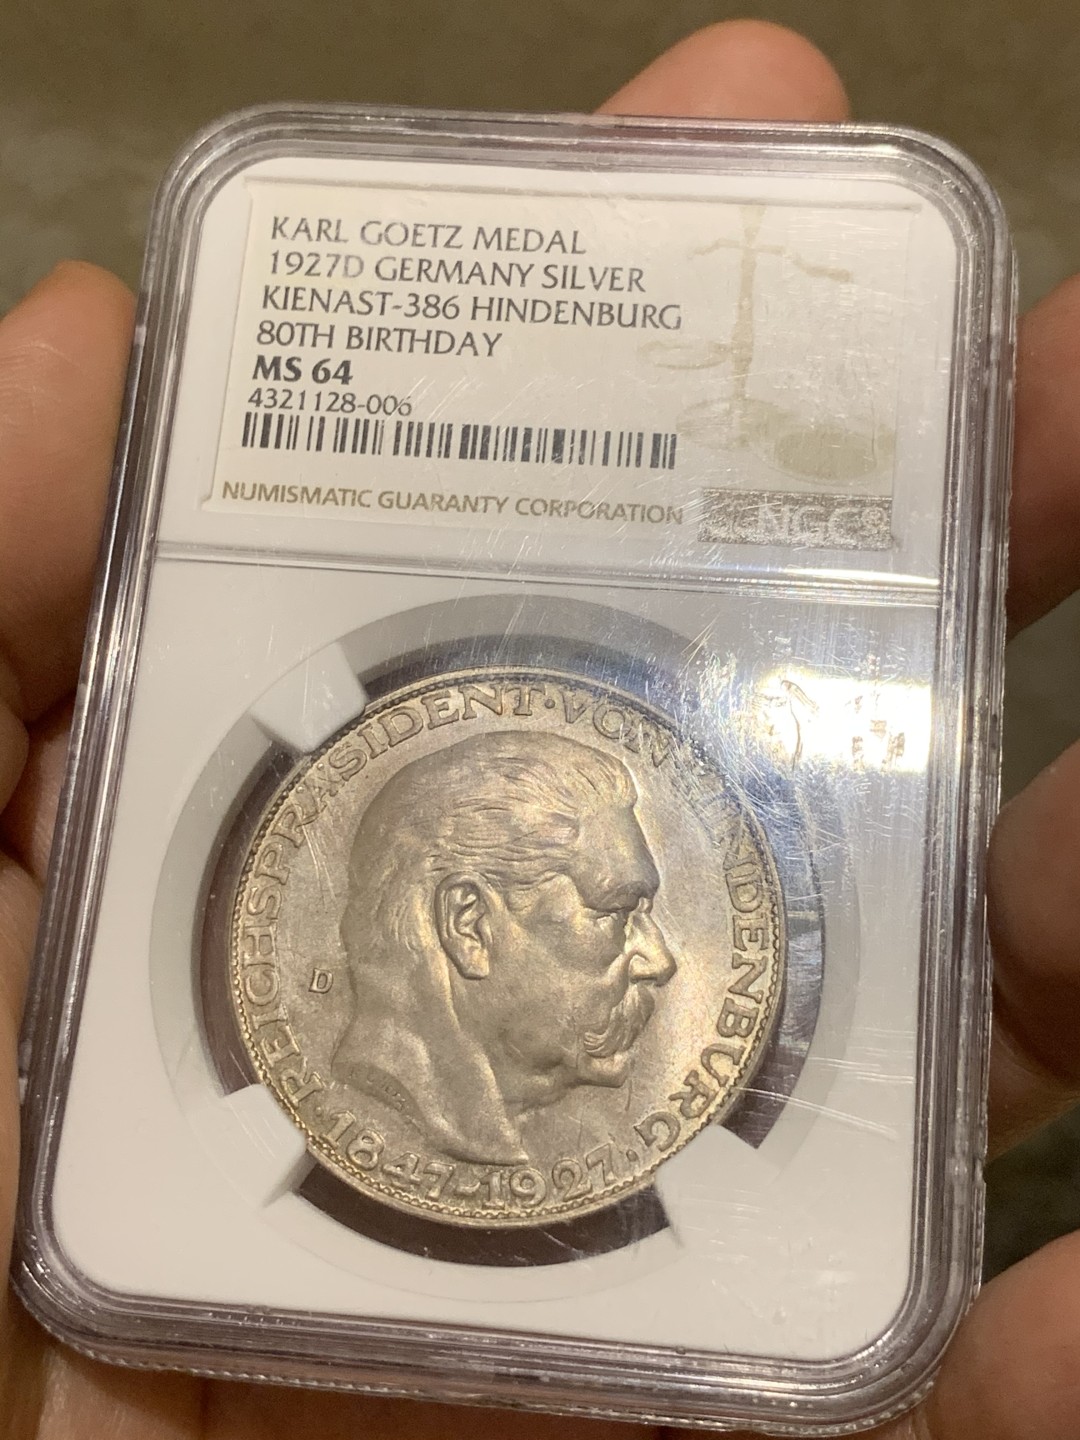 KARL GOETZ MEDAL
1927D GERMANY SILVER
KIENAST-386 HINDENBURG
80TH BIRTHDAY
MS 64
4321128-006
NUMISMATIC GUARANTY CORPORATION
NGC®
REICHSPRÄSIDENT·VON HINDENBURG
D
·1847-1927·